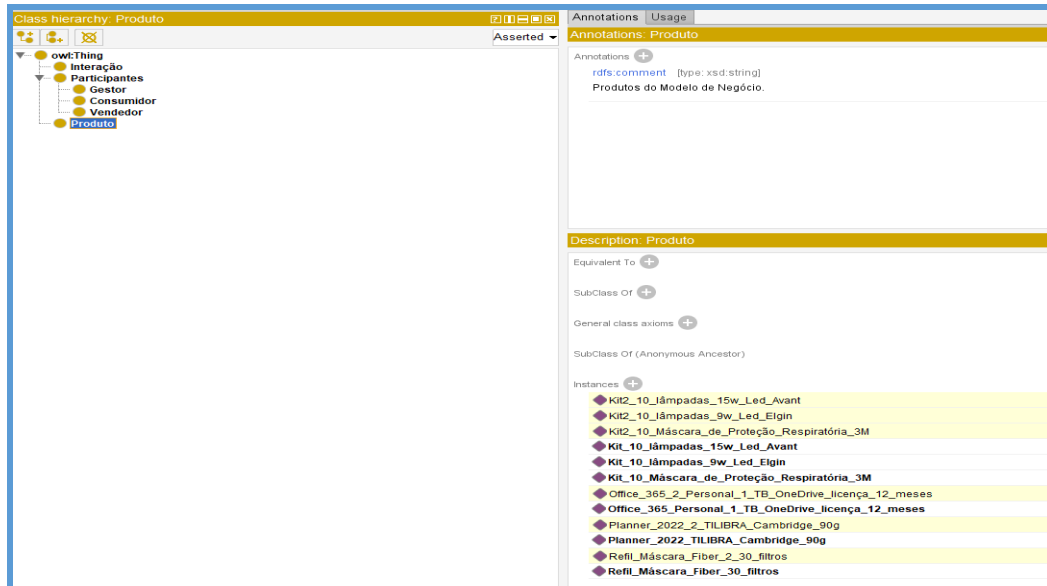 Class hierarchy: Produto
Asserted
owl:Thing
Interação
Participantes
Gestor
Consumidor
Vendedor
Produto
Annotations Usage
Annotations: Produto
Annotations
rdfs:comment [type: xsd:string]
Produtos do Modelo de Negócio.
Description: Produto
Equivalent To
SubClass Of
General class axioms
SubClass Of (Anonymous Ancestor)
Instances
Kit2_10_lâmpadas_15w_Led_Avant
Kit2_10_lâmpadas_9w_Led_Elgin
Kit2_10_Máscara_de_Proteção_Respiratória_3M
Kit_10_lâmpadas_15w_Led_Avant
Kit_10_lâmpadas_9w_Led_Elgin
Kit_10_Máscara_de_Proteção_Respiratória_3M
Office_365_2_Personal_1_TB_OneDrive_licença_12_meses
Office_365_Personal_1_TB_OneDrive_licença_12_meses
Planner_2022_2_TILIBRA_Cambridge_90g
Planner_2022_TILIBRA_Cambridge_90g
Refil_Máscara_Fiber_2_30_filtros
Refil_Máscara_Fiber_30_filtros